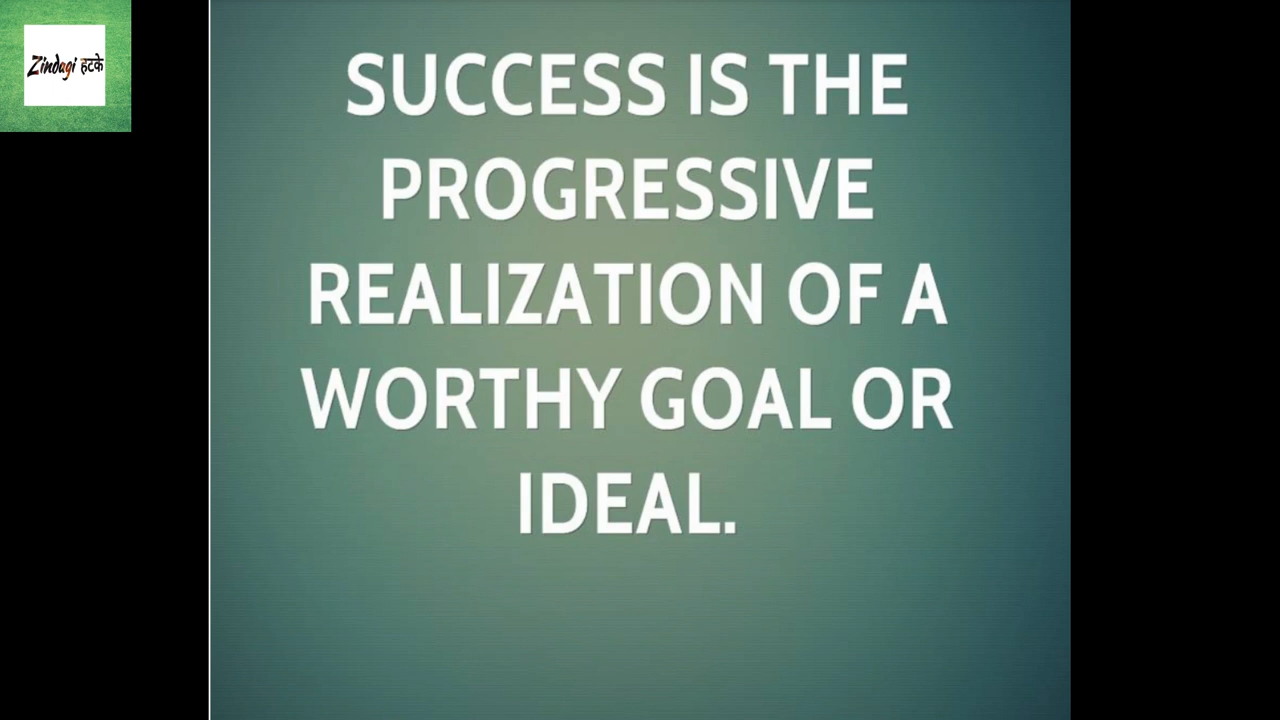 Zindagi हटके
SUCCESS IS THE
PROGRESSIVE
REALIZATION OF A
WORTHY GOAL OR
IDEAL.